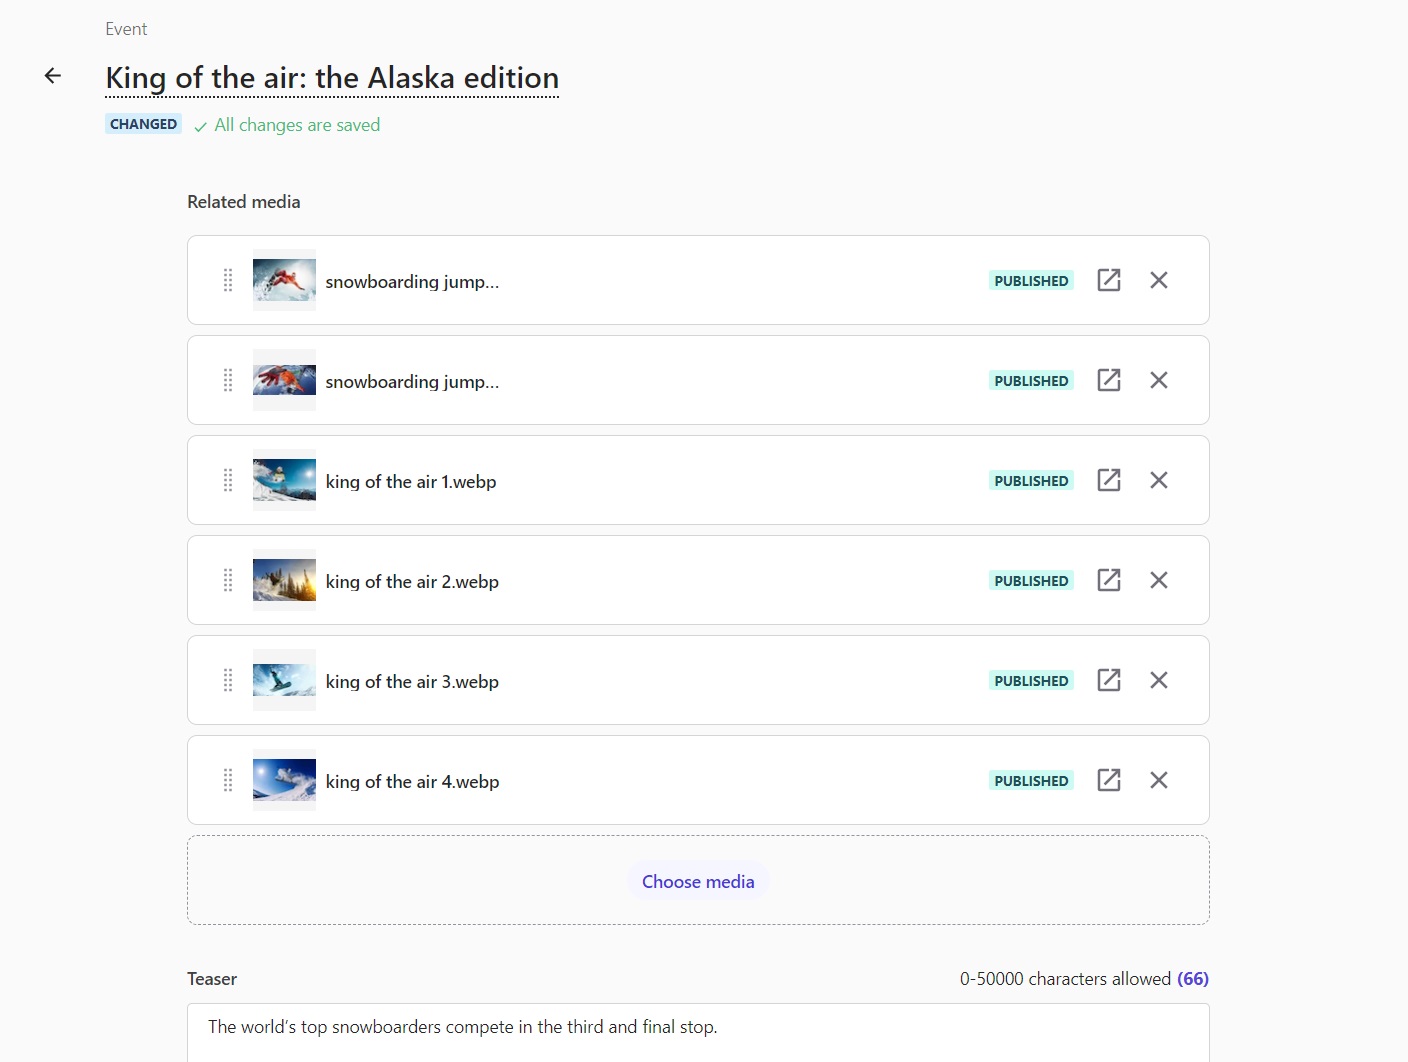 Event
King of the air: the Alaska edition
CHANGED All changes are saved
Related media
snowboarding jump... PUBLISHED
snowboarding jump... PUBLISHED
king of the air 1.webp PUBLISHED
king of the air 2.webp PUBLISHED
king of the air 3.webp PUBLISHED
king of the air 4.webp PUBLISHED
Choose media
Teaser 0-50000 characters allowed (66)
The world's top snowboarders compete in the third and final stop.